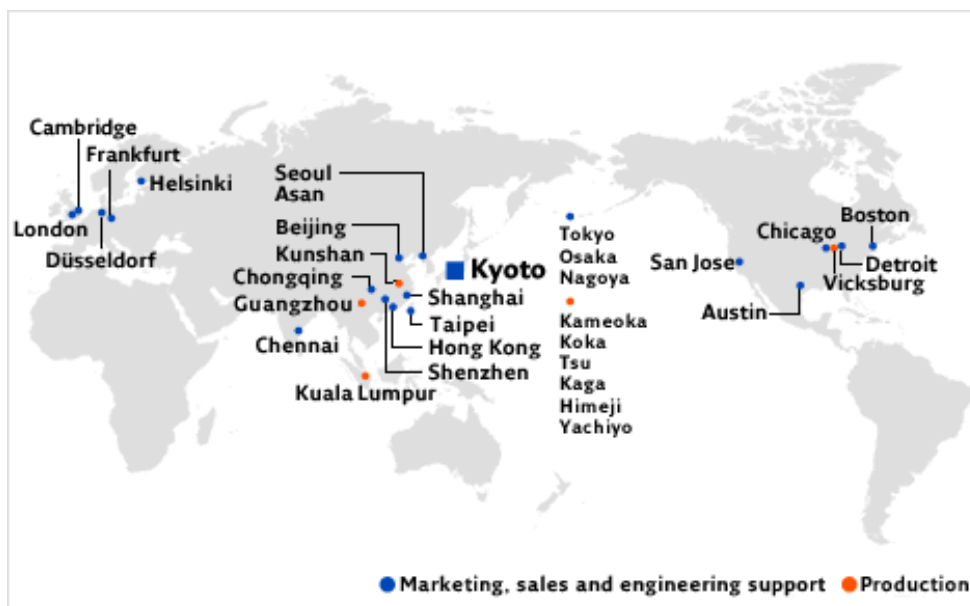 Cambridge
Frankfurt
Helsinki
London
Düsseldorf
Seoul
Asan
Beijing
Kunshan
Chongqing
Guangzhou
Chennai
Kuala Lumpur
Kyoto
Shanghai
Taipei
Hong Kong
Shenzhen
Tokyo
Osaka
Nagoya
Kameoka
Koka
Tsu
Kaga
Himeji
Yachiyo
San Jose
Austin
Chicago
Boston
Detroit
Vicksburg
Marketing, sales and engineering support
Production